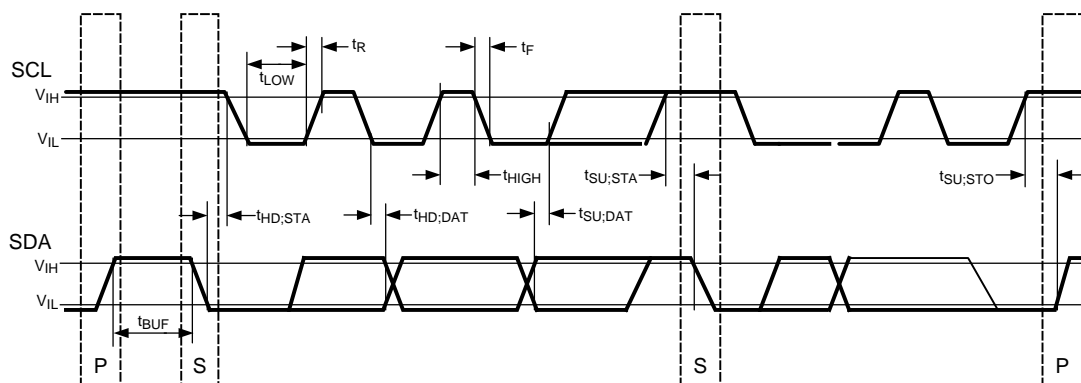 tR
tF
SCL
tLOW
VIH
VIL
tHIGH
tSU;STA
tSU;STO
tHD;STA
tHD;DAT
tSU;DAT
SDA
VIH
VIL
tBUF
P
S
S
P